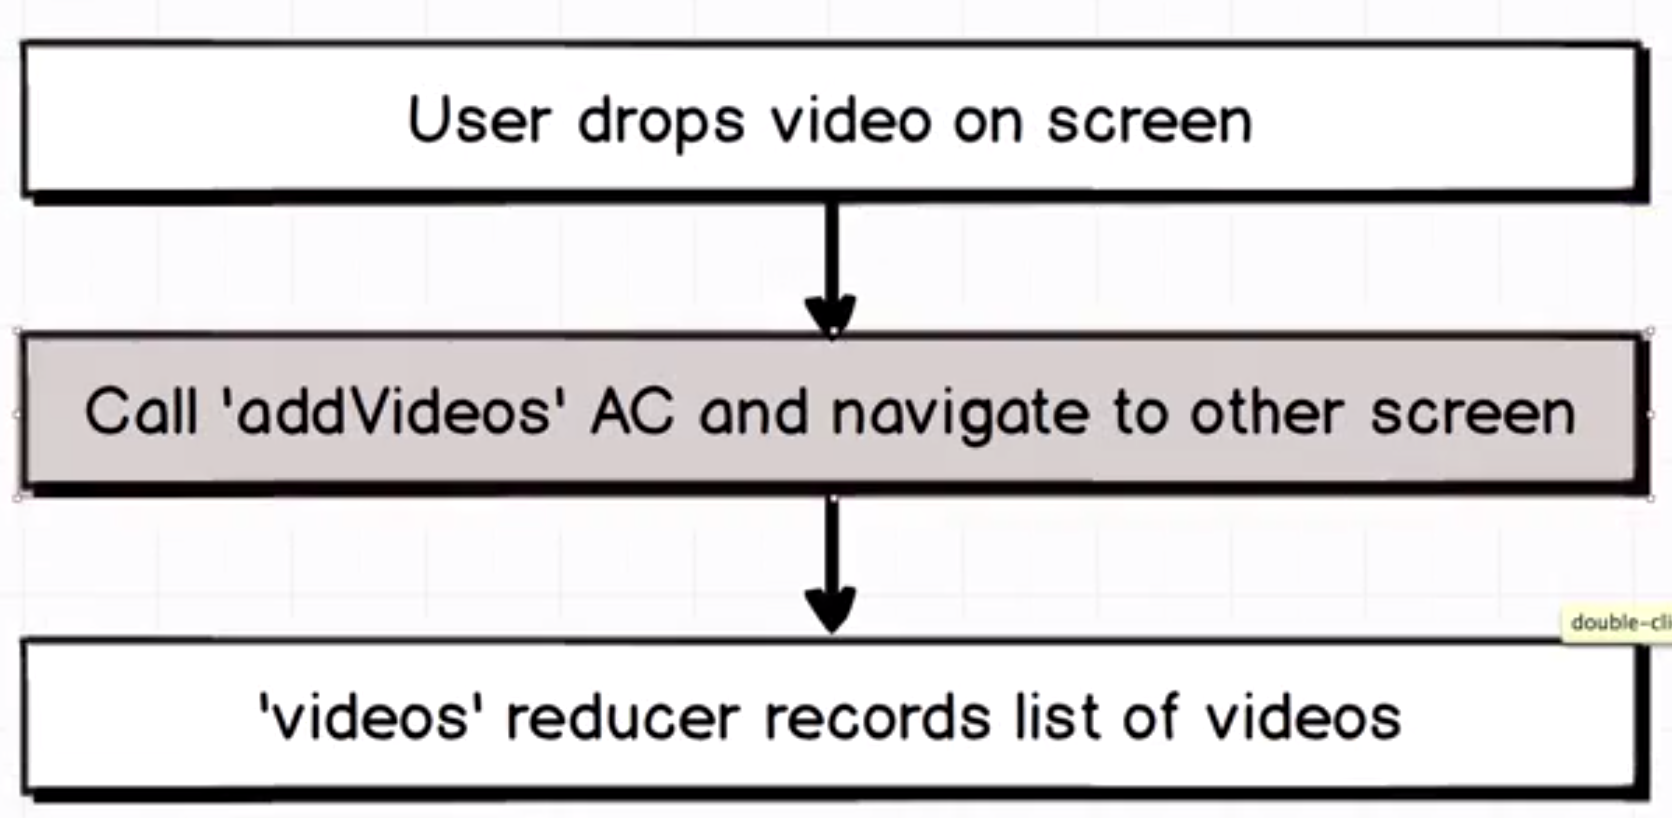 User drops video on screen
Call 'addVideos' AC and navigate to other screen
double-cli
'videos' reducer records list of videos